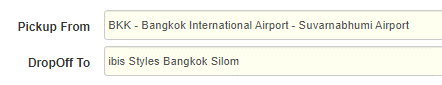 Pickup From BKK - Bangkok International Airport - Suvarnabhumi Airport
DropOff To ibis Styles Bangkok Silom